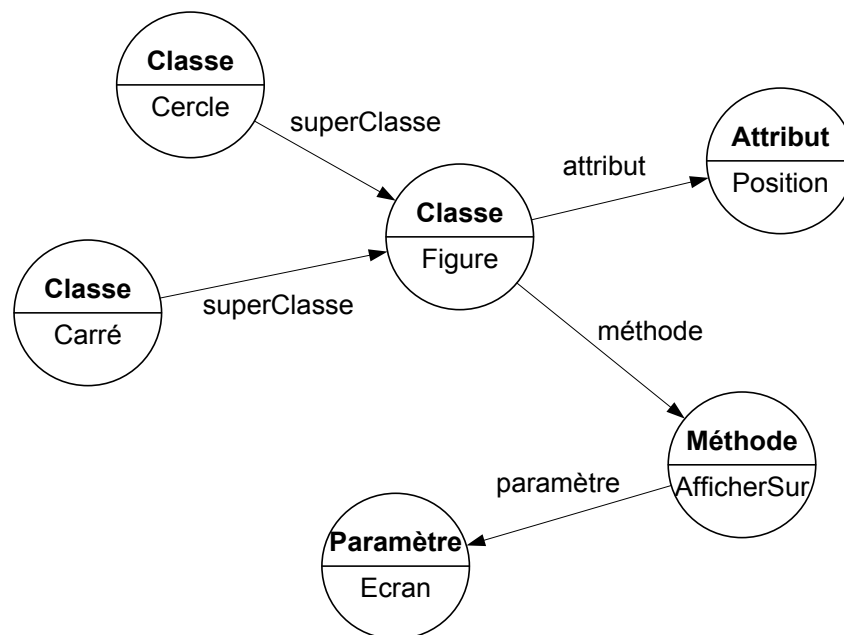 Classe
Cercle
superClasse
Attribut
Position
attribut
Classe
Figure
Classe
Carré
superClasse
méthode
Méthode
AfficherSur
paramètre
Paramètre
Ecran